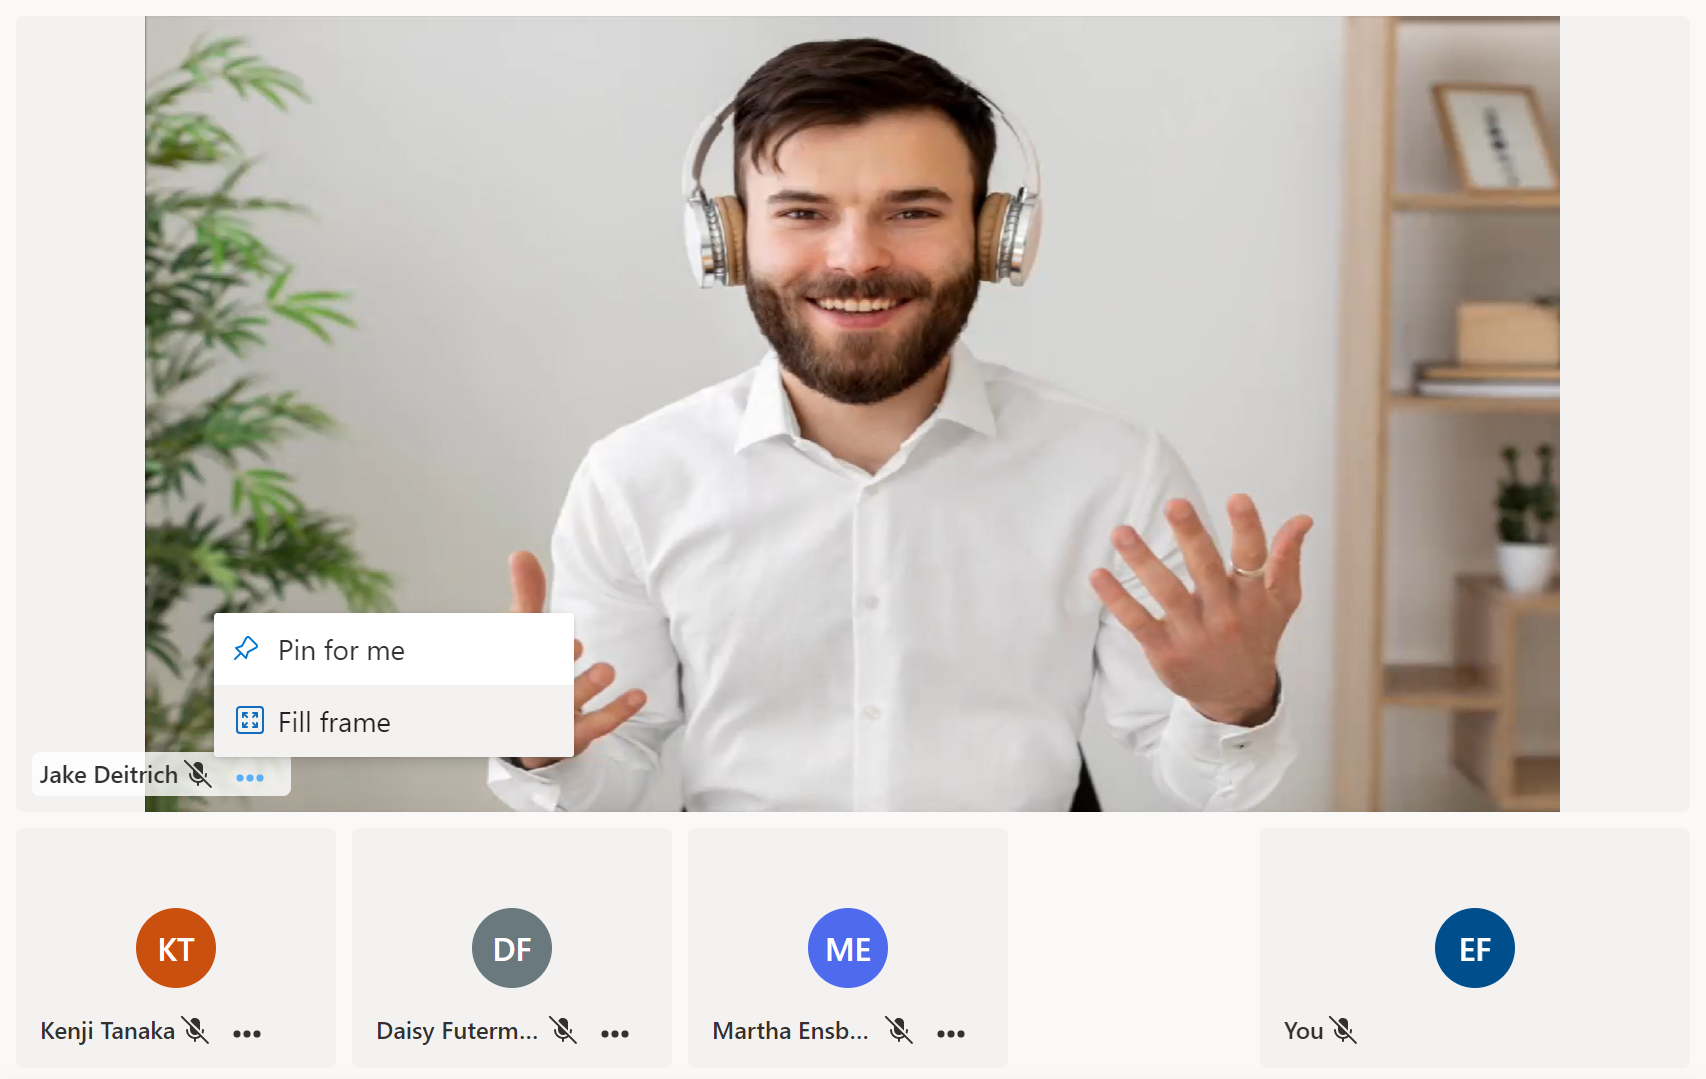 Pin for me
Fill frame
Jake Deitrich
KT
DF
ME
EF
Kenji Tanaka
Daisy Futerm...
Martha Ensb...
You